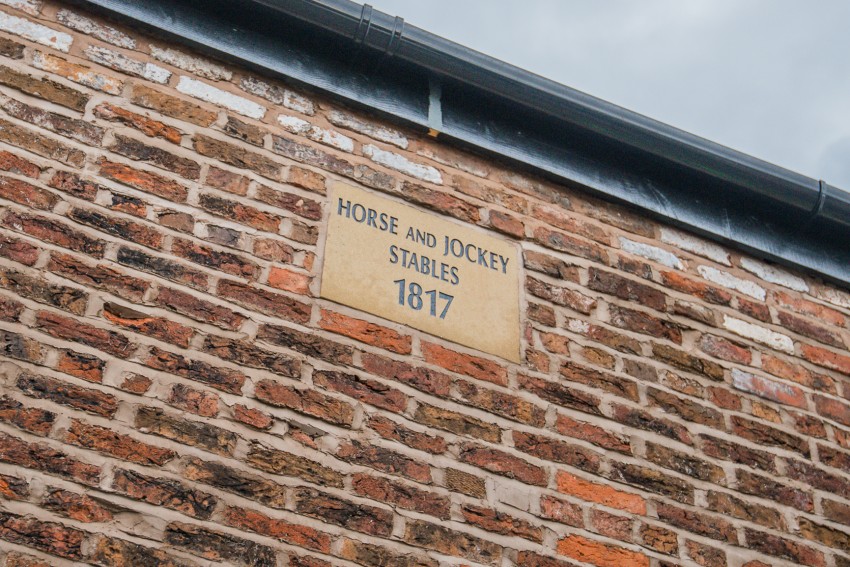 HORSE AND JOCKEY
STABLES
1817